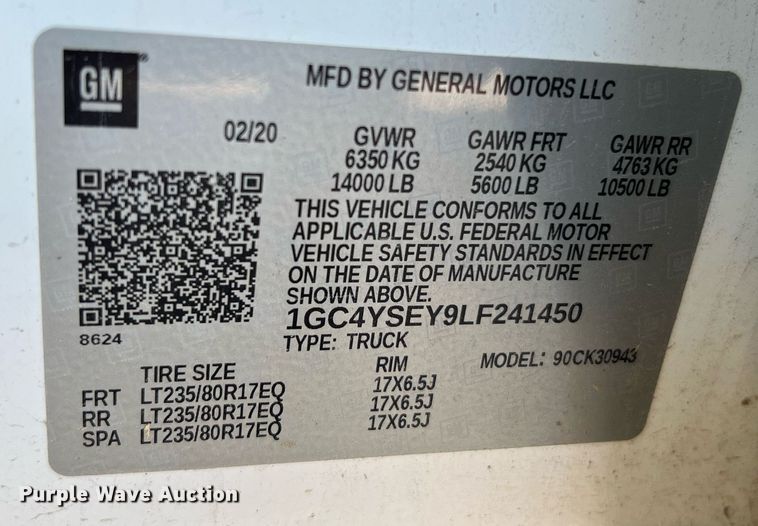 GM
MFD BY GENERAL MOTORS LLC
02/20 GVWR GAWR FRT GAWR RR
6350 KG 2540 KG 4763 KG
14000 LB 5600 LB 10500 LB
THIS VEHICLE CONFORMS TO ALL
APPLICABLE U.S. FEDERAL MOTOR
VEHICLE SAFETY STANDARDS IN EFFECT
ON THE DATE OF MANUFACTURE
SHOWN ABOVE.
1GC4YSEY9LF241450
8624
TYPE: TRUCK MODEL: 90CK30943
TIRE SIZE RIM
FRT LT235/80R17EQ 17X6.5J
RR LT235/80R17EQ 17X6.5J
SPA LT235/80R17EQ 17X6.5J
Purple Wave Auction